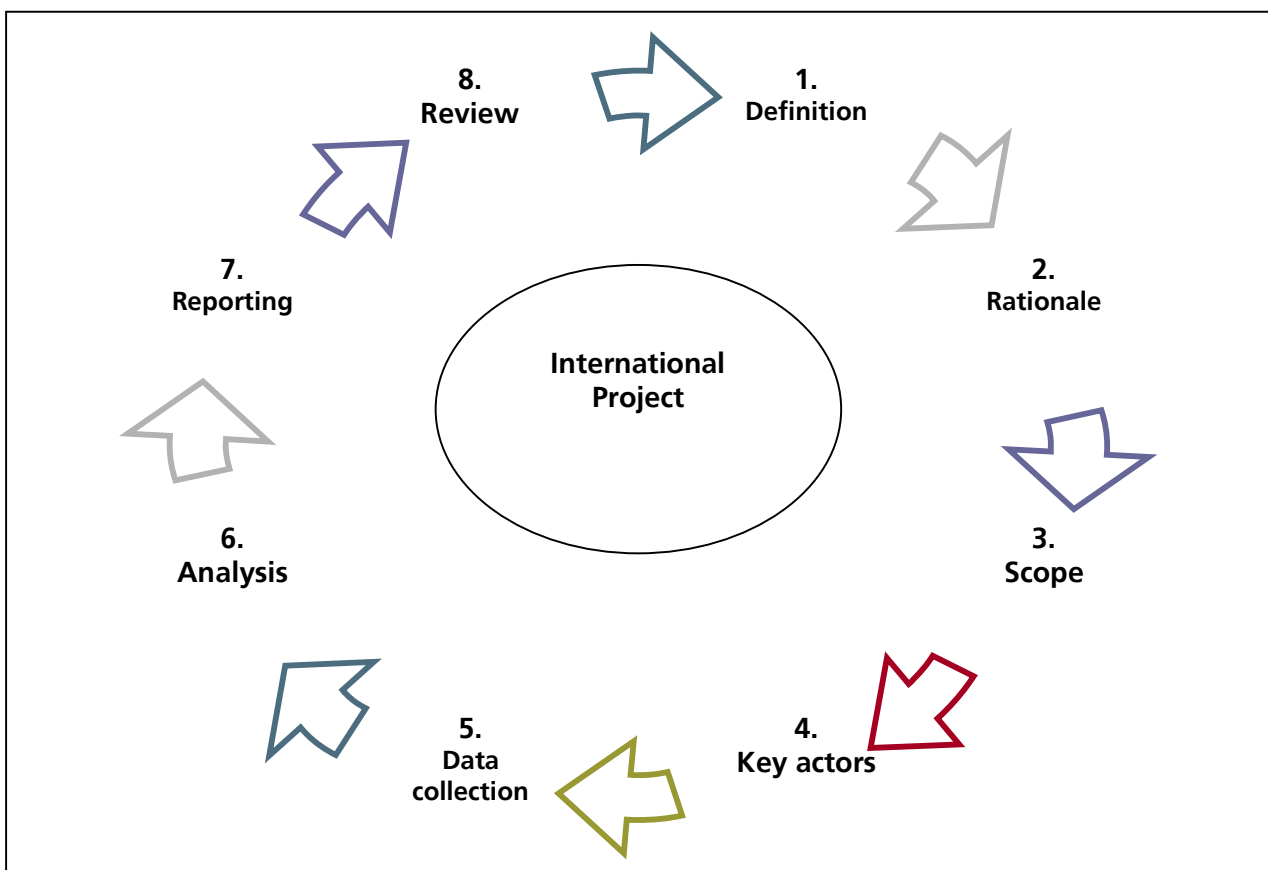 8.
Review
1.
Definition
7.
Reporting
2.
Rationale
International
Project
6.
Analysis
3.
Scope
5.
Data
collection
4.
Key actors